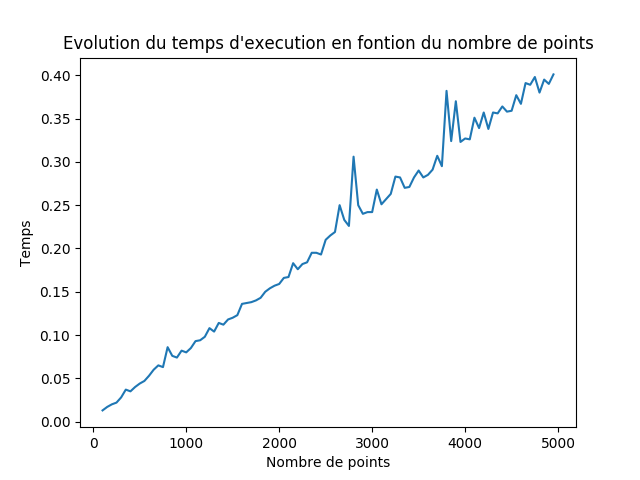 Evolution du temps d'execution en fontion du nombre de points
0.40
0.35
0.30
0.25
0.20
0.15
0.10
0.05
0.00
Temps
0 1000 2000 3000 4000 5000
Nombre de points